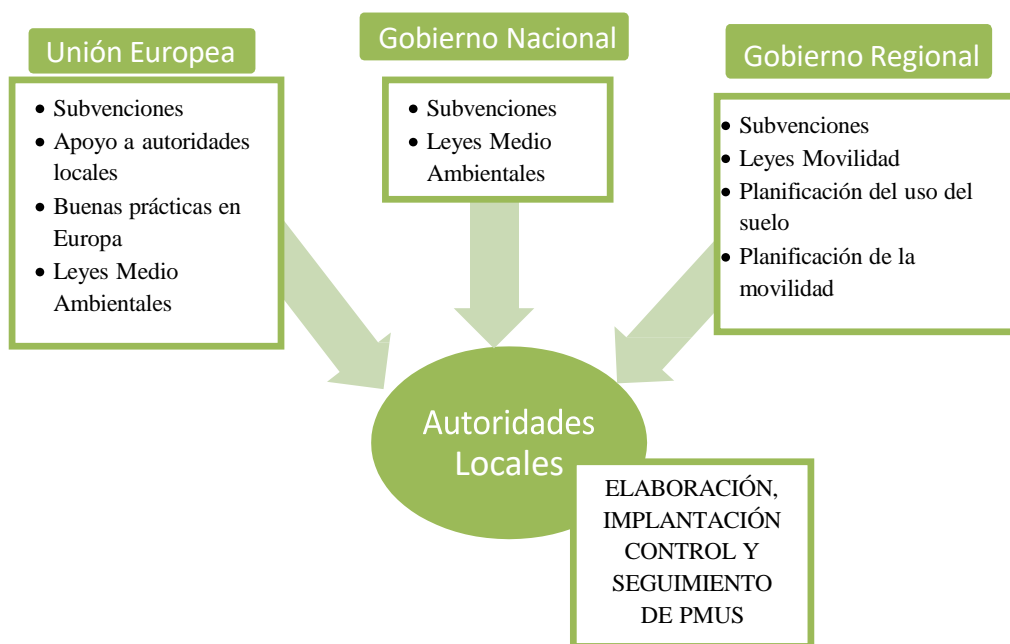 Unión Europea
• Subvenciones
• Apoyo a autoridades
locales
• Buenas prácticas en
Europa
• Leyes Medio
Ambientales
Gobierno Nacional
• Subvenciones
• Leyes Medio
Ambientales
Gobierno Regional
• Subvenciones
• Leyes Movilidad
• Planificación del uso del
suelo
• Planificación de la
movilidad
Autoridades
Locales
ELABORACIÓN,
IMPLANTACIÓN
CONTROL Y
SEGUIMIENTO
DE PMUS